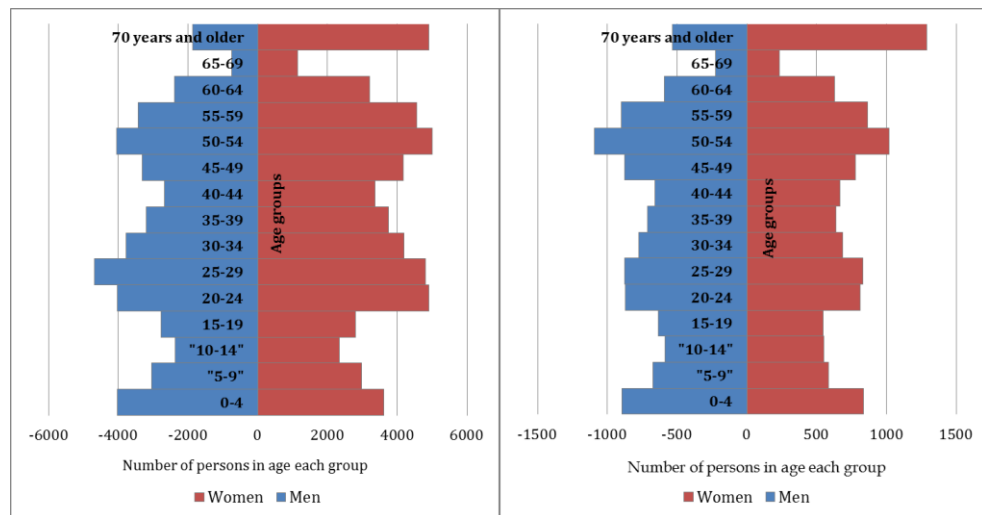 70 years and older
65-69
60-64
55-59
50-54
45-49
40-44
35-39
30-34
25-29
20-24
15-19
"10-14"
"5-9"
0-4
Age groups
-6000 -4000 -2000 0 2000 4000 6000
Number of persons in age each group
Women Men
70 years and older
65-69
60-64
55-59
50-54
45-49
40-44
35-39
30-34
25-29
20-24
15-19
"10-14"
"5-9"
0-4
Age groups
-1500 -1000 -500 0 500 1000 1500
Number of persons in age each group
Women Men